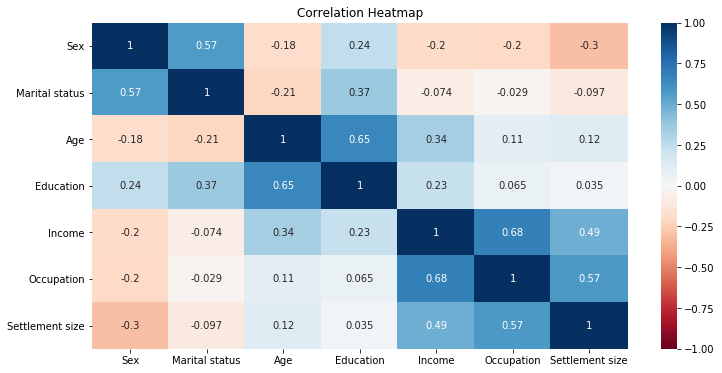 Correlation Heatmap
Sex 1 0.57 -0.18 0.24 -0.2 -0.2 -0.3
Marital status 0.57 1 -0.21 0.37 -0.074 -0.029 -0.097
Age -0.18 -0.21 1 0.65 0.34 0.11 0.12
Education 0.24 0.37 0.65 1 0.23 0.065 0.035
Income -0.2 -0.074 0.34 0.23 1 0.68 0.49
Occupation -0.2 -0.029 0.11 0.065 0.68 1 0.57
Settlement size -0.3 -0.097 0.12 0.035 0.49 0.57 1
Sex Marital status Age Education Income Occupation Settlement size
1.00
0.75
0.50
0.25
0.00
−0.25
−0.50
−0.75
−1.00